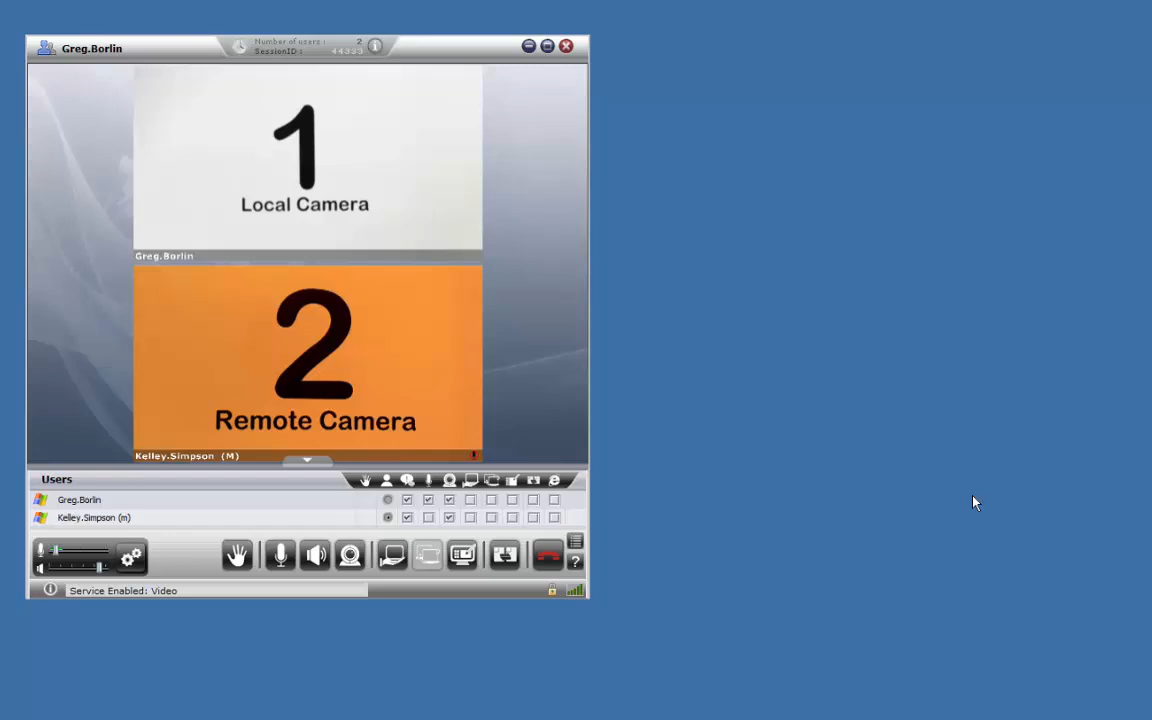 Greg.Borlin
Number of users : 2
SessionID : 44333
1
Local Camera
Greg.Borlin
2
Remote Camera
Kelley.Simpson (M)
Users
Greg.Borlin
Kelley.Simpson (m)
?
Service Enabled: Video